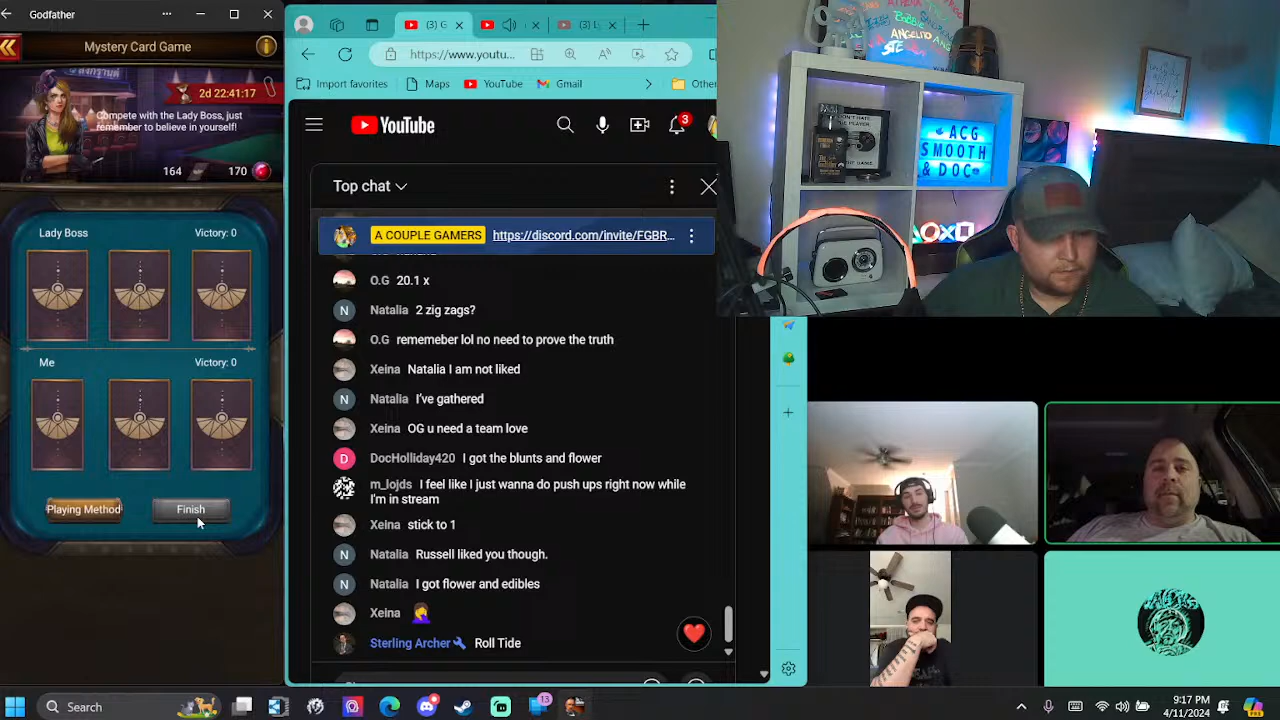 Godfather
Mystery Card Game
2d 22:41:17
Compete with the Lady Boss, just
remember to believe in yourself!
164
170
Lady Boss
Victory: 0
Me
Victory: 0
Playing Method
Finish
(3) G
(3) L
https://www.youtu...
Import favorites
Maps
YouTube
Gmail
Other
YouTube
3
Top chat
A COUPLE GAMERS https://discord.com/invite/FGBR...
O.G 20.1 x
Natalia 2 zig zags?
O.G rememeber lol no need to prove the truth
Xeina Natalia I am not liked
Natalia I've gathered
Xeina OG u need a team love
DocHolliday420 I got the blunts and flower
m_lojds I feel like I just wanna do push ups right now while
I'm in stream
Xeina stick to 1
Natalia Russell liked you though.
Natalia I got flower and edibles
Xeina 🤦‍♀️
Sterling Archer Roll Tide
ANGELITO
STE
ACG
SMOOTH
& DOC
Search
13
9:17 PM
4/11/2024